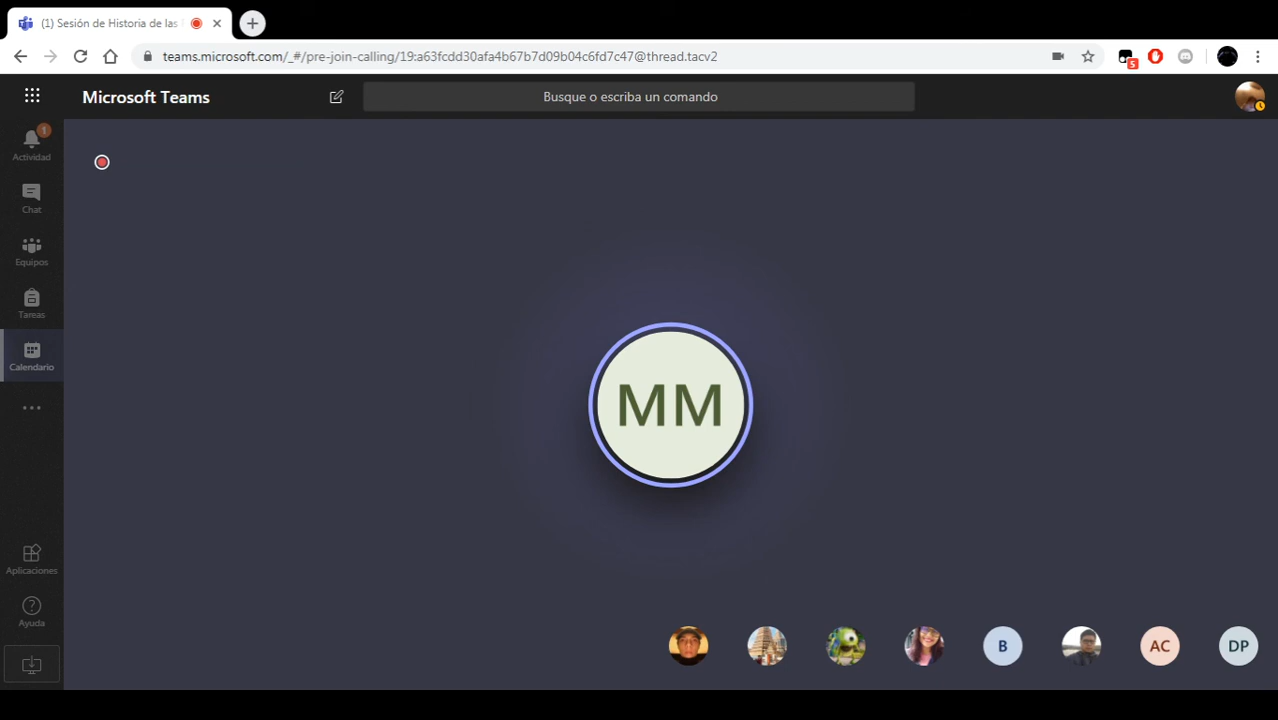 (1) Sesión de Historia de las
teams.microsoft.com/_#/pre-join-calling/19:a63fcdd30afa4b67b7d09b04c6fd7c47@thread.tacv2
S
Microsoft Teams
Busque o escriba un comando
1
Actividad
Chat
Equipos
Tareas
Calendario
MM
Aplicaciones
Ayuda
B
AC
DP